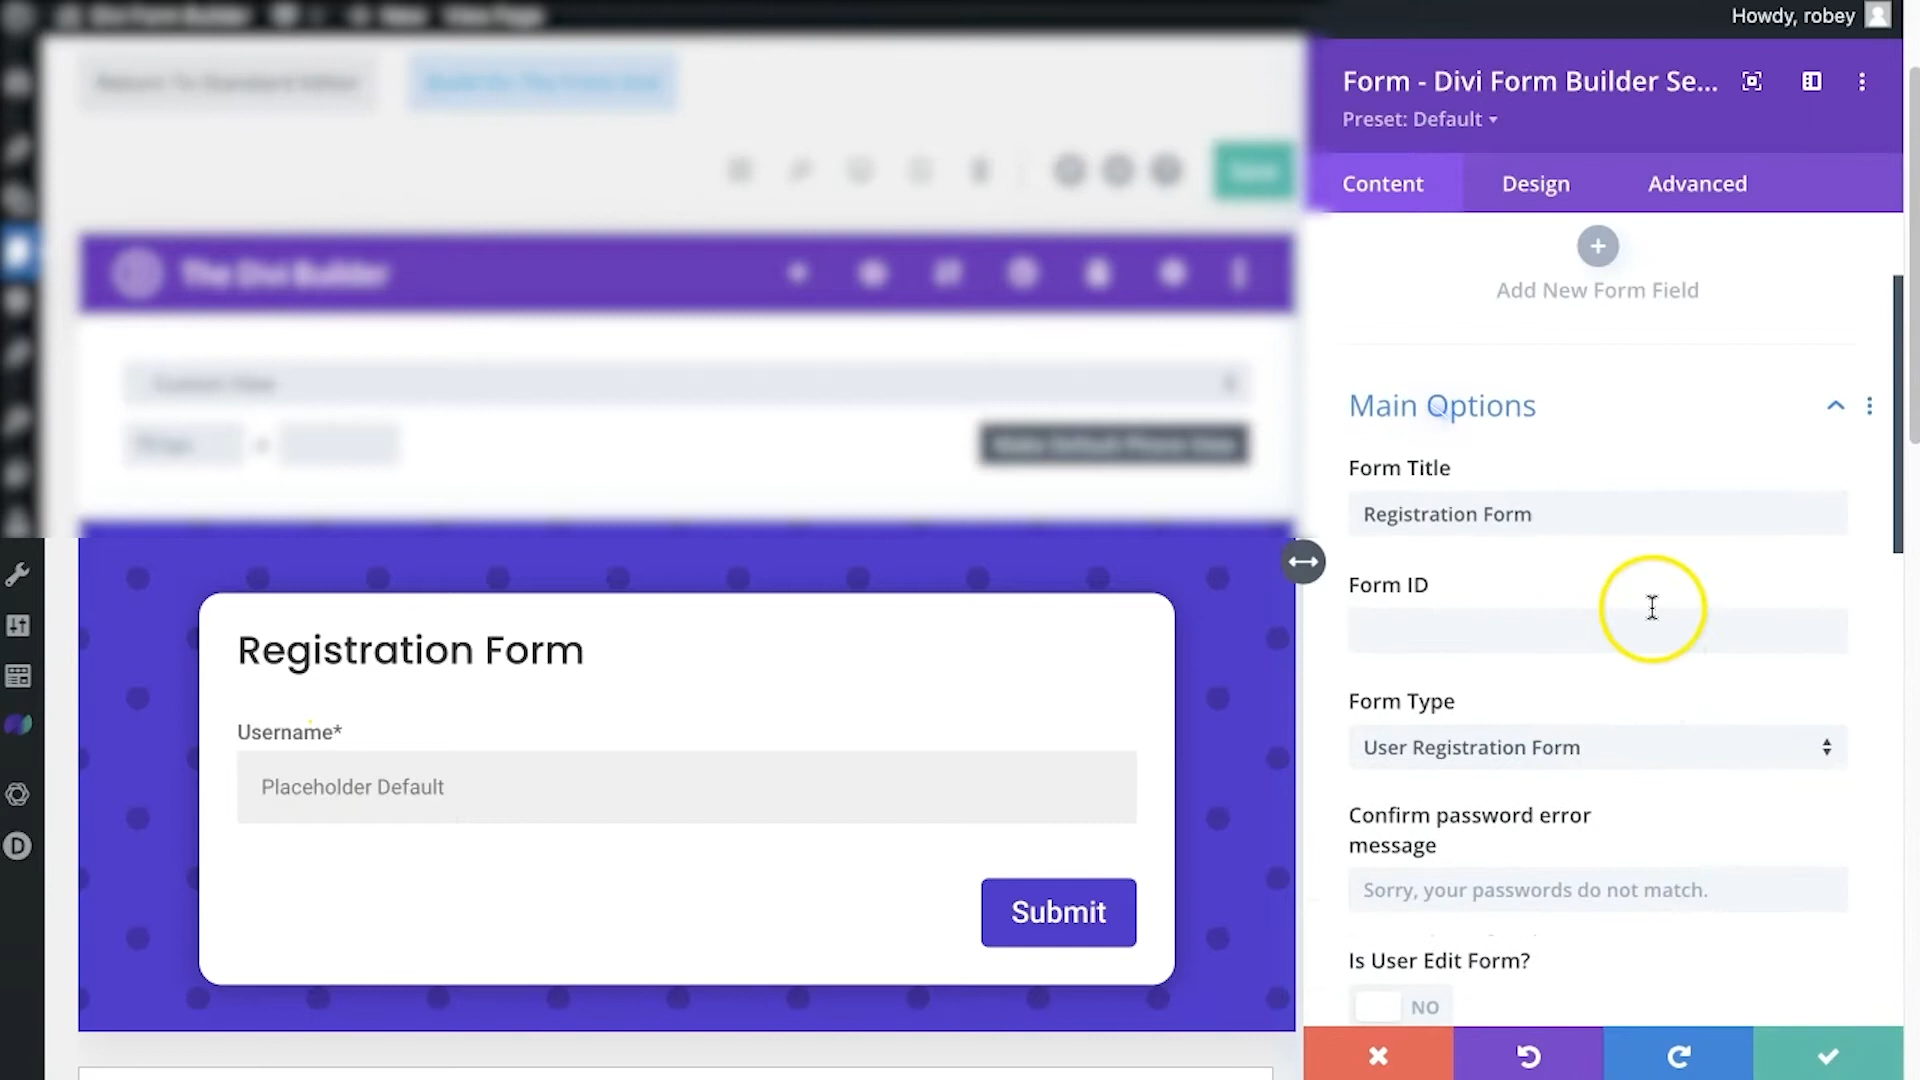 Howdy, robey
Form - Divi Form Builder Se...
Preset: Default
Content
Design
Advanced
Add New Form Field
The Divi Builder
Main Options
Form Title
Registration Form
Form ID
Form Type
User Registration Form
Confirm password error
message
Sorry, your passwords do not match.
Is User Edit Form?
NO
Registration Form
Username*
Placeholder Default
Submit
D